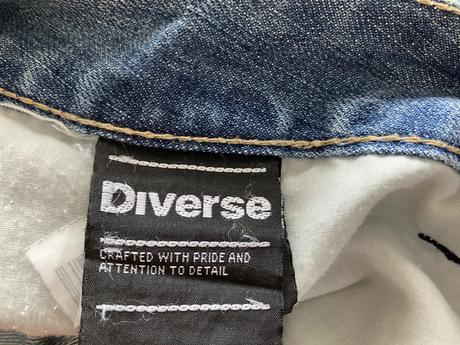 Diverse
CRAFTED WITH PRIDE AND
ATTENTION TO DETAIL